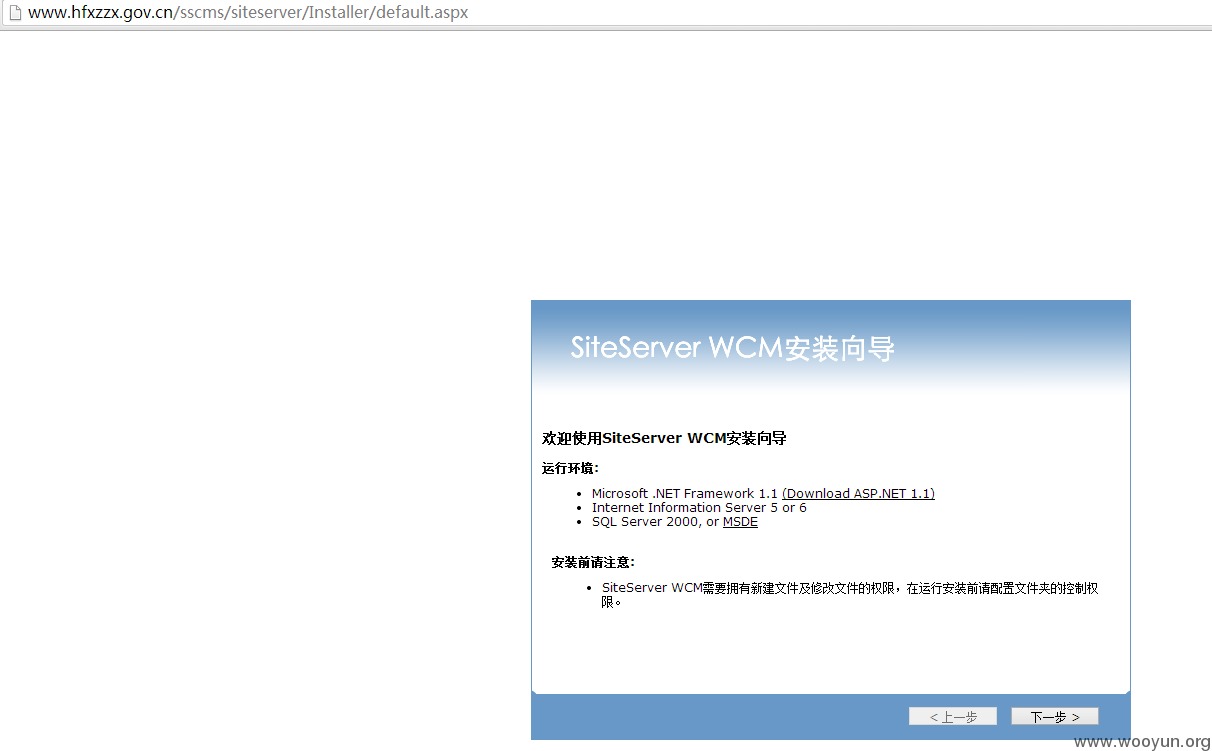 www.hfxzzx.gov.cn/sscms/siteserver/Installer/default.aspx
SiteServer WCM安装向导
欢迎使用SiteServer WCM安装向导
运行环境:
Microsoft .NET Framework 1.1 (Download ASP.NET 1.1)
Internet Information Server 5 or 6
SQL Server 2000, or MSDE
安装前请注意:
SiteServer WCM需要拥有新建文件及修改文件的权限，在运行安装前请配置文件夹的控制权
限。
< 上一步 下一步 >
www.wooyun.org